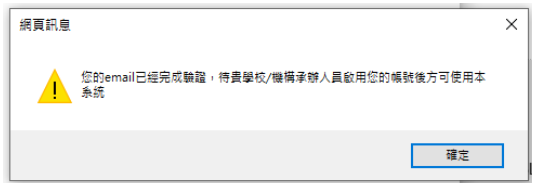 網頁訊息
您的email已經完成驗證，待貴學校/機構承辦人員啟用您的帳號後方可使用本
系統
確定